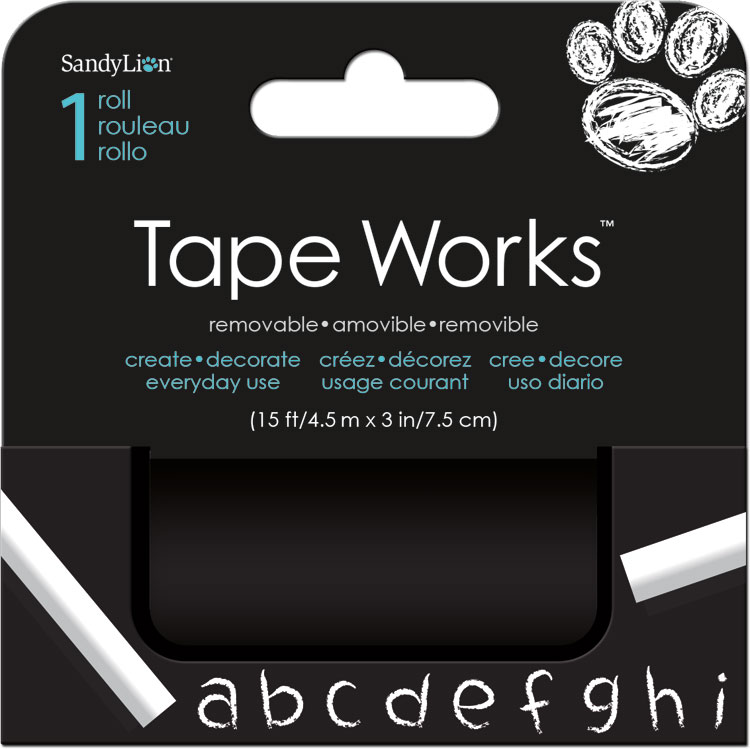 SandyLion®
1 roll
rouleau
rollo
Tape Works™
removable•amovible•removible
create•decorate créez•décorez cree•decore
everyday use usage courant uso diario
(15 ft/4.5 m x 3 in/7.5 cm)
abcdefghi